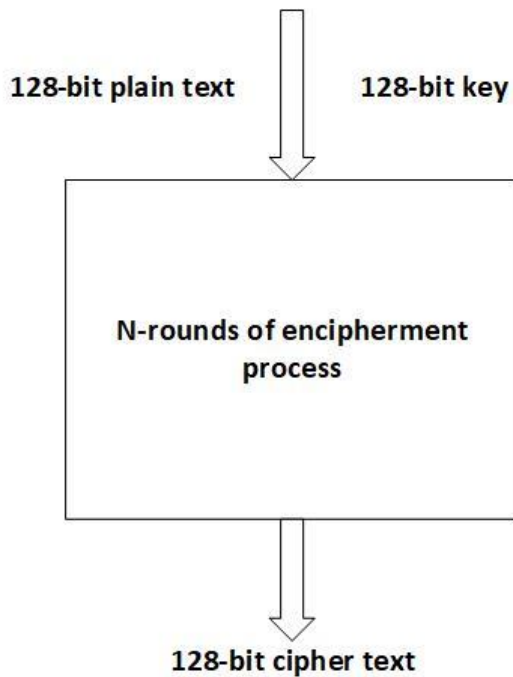 128-bit plain text
128-bit key
N-rounds of encipherment
process
128-bit cipher text